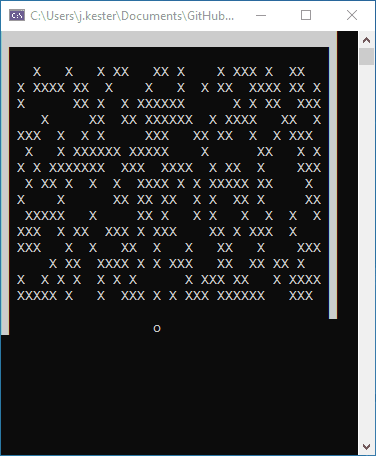 C:\Users\j.kester\Documents\GitHub...
X   X   X XX   XX X    X XXX X  XX
X XXXX XX  X    X   X  X XX  XXXX XX X
X      XX X  X XXXXXX      X X XX  XXX
X     XX  XX XXXXXX  X XXXX   XX  X
XXX  X  X X     XXX   XX XX  X  X XXX
X   X XXXXXX XXXXX    X      XX   X X
X X XXXXXXX  XXX  XXXX  X XX  X    XXX
X XX X  X  X  XXXX X X XXXXX XX    X
X    X      XX XX XX  X X  XX X     XX
XXXXX   X     XX X   X X   X  X  X  X
XXX  X XX  XXX X XXX    XX X XXX   X
XXX   X  X   XX  X   X   XX   X    XXX
X XX  XXXX X X XXX   XX  XX XX X
X  X X X  X X X      X XXX XX   X XXXX
XXXXX X   X  XXX X X XXX XXXXXX   XXX
O